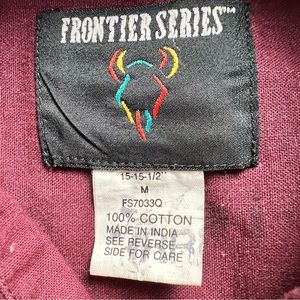 FRONTIER SERIES™
15-15-1/2"
M
FS7033Q
100% COTTON
MADE IN INDIA
SEE REVERSE
SIDE FOR CARE